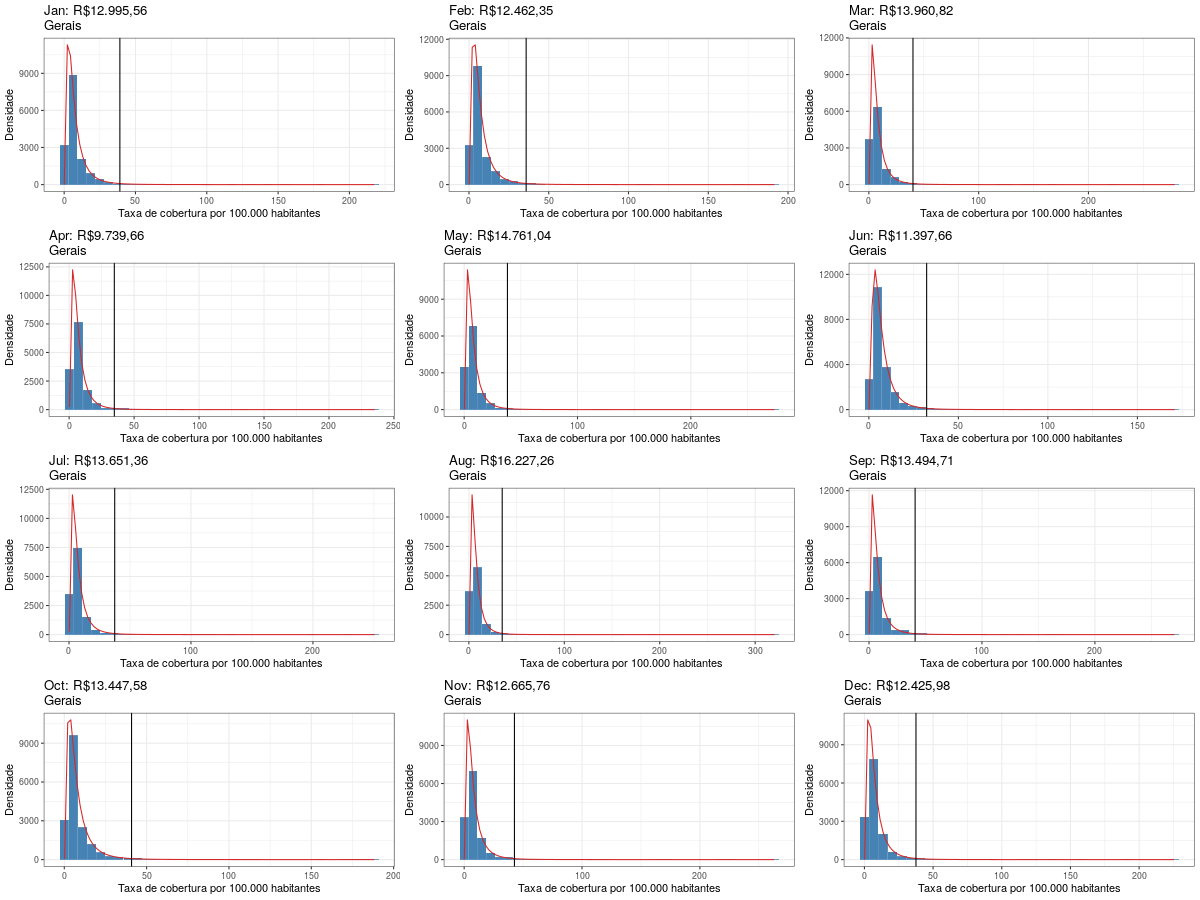 Jan: R$12.995,56
Gerais
Densidade
9000
6000
3000
0
0
50
100
150
200
Taxa de cobertura por 100.000 habitantes
Feb: R$12.462,35
Gerais
Densidade
12000
9000
6000
3000
0
0
50
100
150
200
Taxa de cobertura por 100.000 habitantes
Mar: R$13.960,82
Gerais
Densidade
12000
9000
6000
3000
0
0
100
200
Taxa de cobertura por 100.000 habitantes
Apr: R$9.739,66
Gerais
Densidade
12500
10000
7500
5000
2500
0
0
50
100
150
200
250
Taxa de cobertura por 100.000 habitantes
May: R$14.761,04
Gerais
Densidade
9000
6000
3000
0
0
100
200
Taxa de cobertura por 100.000 habitantes
Jun: R$11.397,66
Gerais
Densidade
12000
8000
4000
0
0
50
100
150
Taxa de cobertura por 100.000 habitantes
Jul: R$13.651,36
Gerais
Densidade
12500
10000
7500
5000
2500
0
0
100
200
Taxa de cobertura por 100.000 habitantes
Aug: R$16.227,26
Gerais
Densidade
10000
7500
5000
2500
0
0
100
200
300
Taxa de cobertura por 100.000 habitantes
Sep: R$13.494,71
Gerais
Densidade
12000
9000
6000
3000
0
0
100
200
Taxa de cobertura por 100.000 habitantes
Oct: R$13.447,58
Gerais
Densidade
9000
6000
3000
0
0
50
100
150
200
Taxa de cobertura por 100.000 habitantes
Nov: R$12.665,76
Gerais
Densidade
9000
6000
3000
0
0
100
200
Taxa de cobertura por 100.000 habitantes
Dec: R$12.425,98
Gerais
Densidade
9000
6000
3000
0
0
50
100
150
200
Taxa de cobertura por 100.000 habitantes